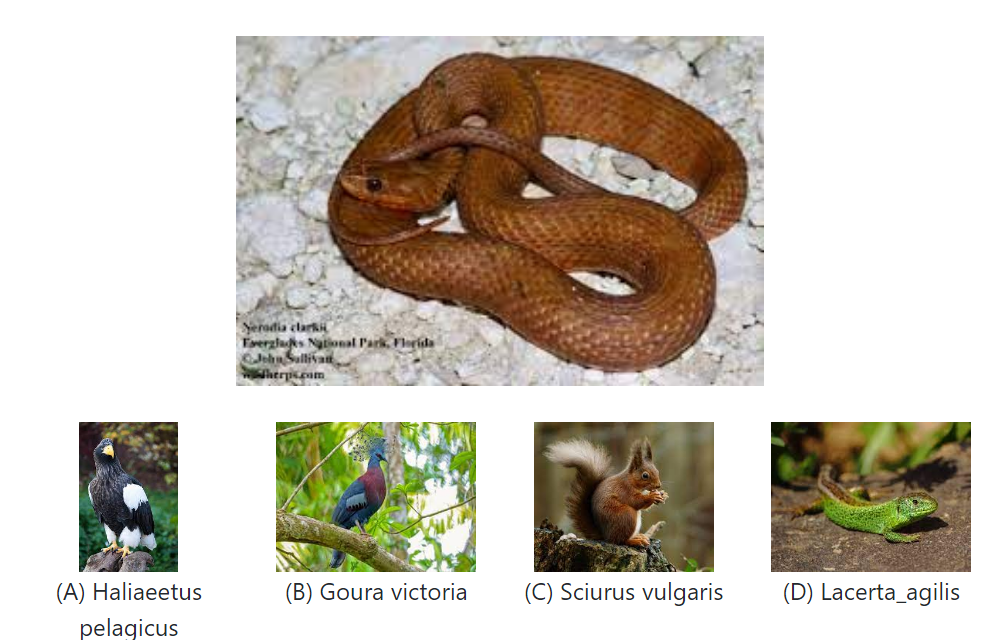 Nerodia clarkii
Everglades National Park, Florida
© John Sullivan
wildherps.com
(A) Haliaeetus
pelagicus
(B) Goura victoria
(C) Sciurus vulgaris
(D) Lacerta_agilis